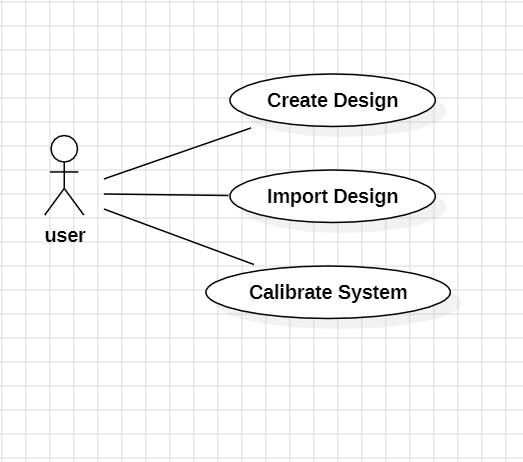 Create Design
Import Design
user
Calibrate System